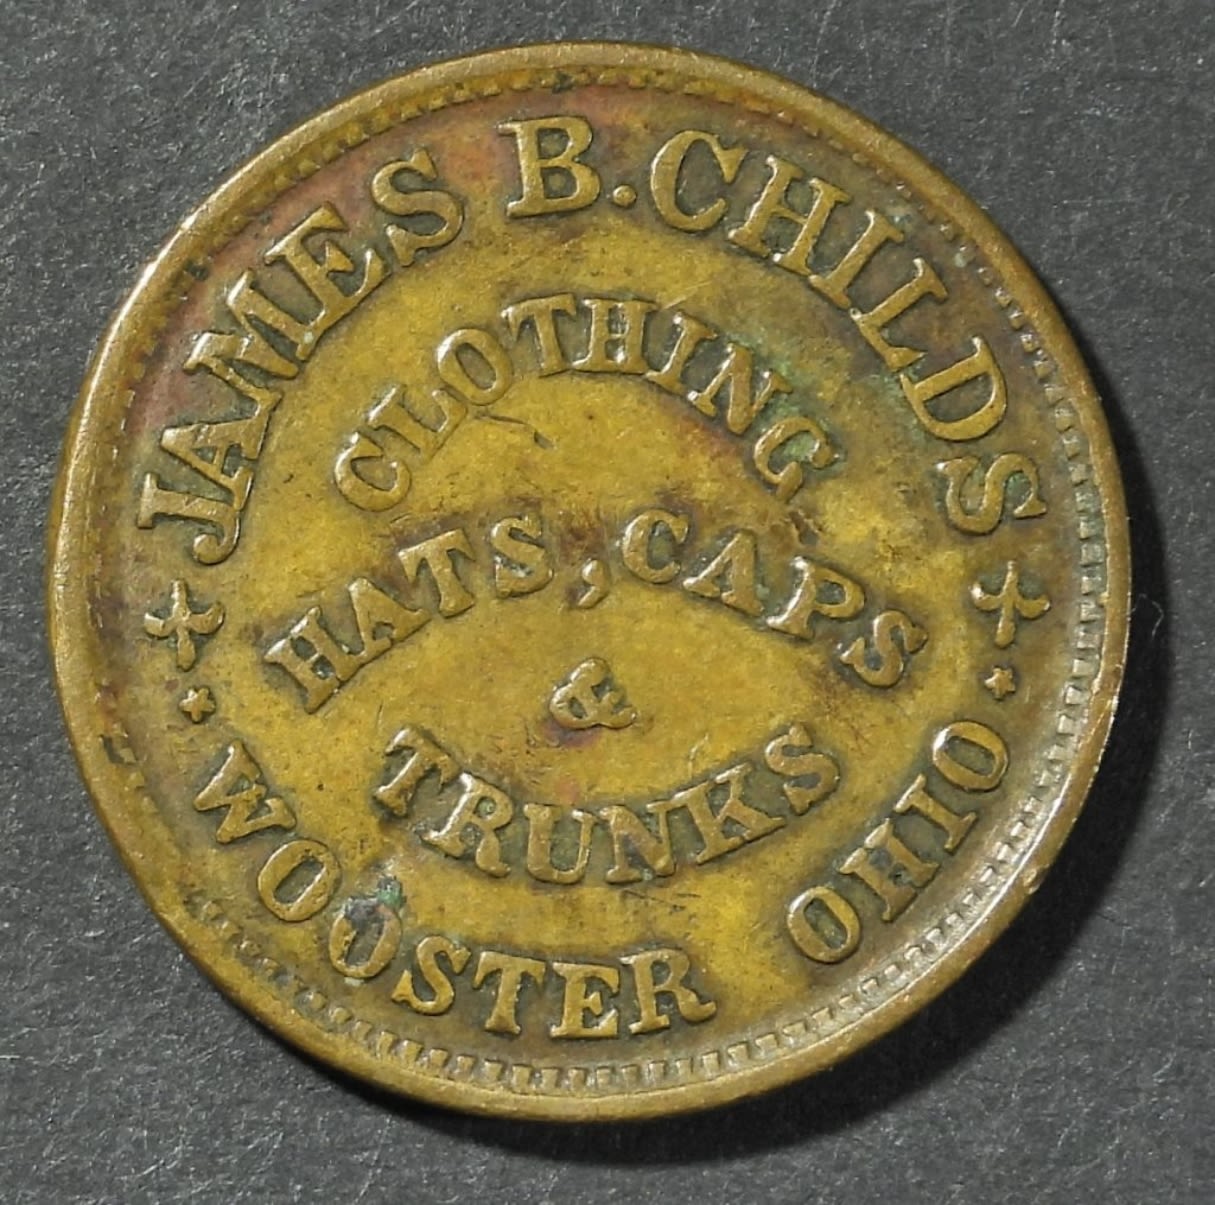 JAMES B. CHILDS
CLOTHING
HATS, CAPS
&
TRUNKS
WOOSTER OHIO